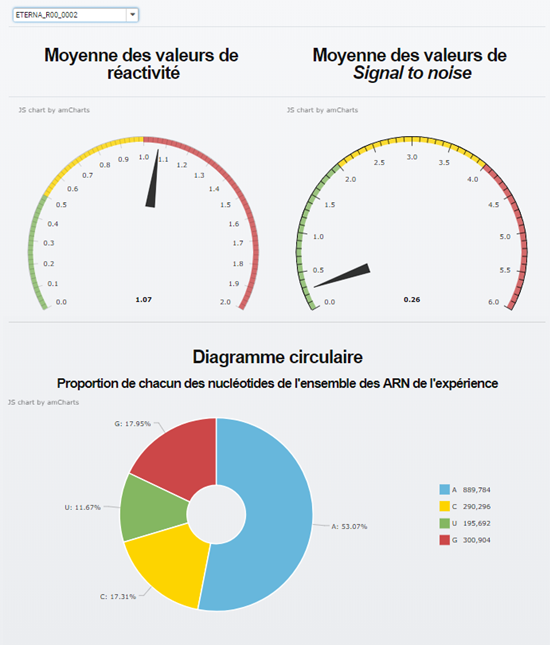 ETERNA_R00_0002
Moyenne des valeurs de
réactivité
Moyenne des valeurs de
Signal to noise
JS chart by amCharts
JS chart by amCharts
0.0
0.1
0.2
0.3
0.4
0.5
0.6
0.7
0.8
0.9
1.0
1.1
1.2
1.3
1.4
1.5
1.6
1.7
1.8
1.9
2.0
1.07
0.0
0.5
1.0
1.5
2.0
2.5
3.0
3.5
4.0
4.5
5.0
5.5
6.0
0.26
Diagramme circulaire
Proportion de chacun des nucléotides de l'ensemble des ARN de l'expérience
JS chart by amCharts
G: 17.95%
U: 11.67%
C: 17.31%
A: 53.07%
A 889,784
C 290,296
U 195,692
G 300,904